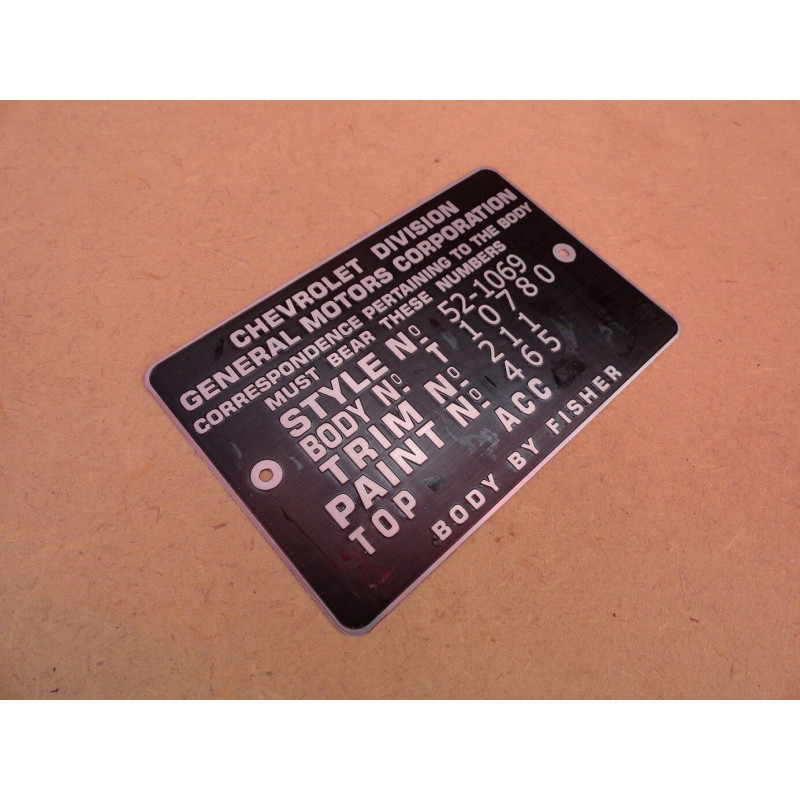 CHEVROLET DIVISION
GENERAL MOTORS CORPORATION
CORRESPONDENCE PERTAINING TO THE BODY
MUST BEAR THESE NUMBERS
STYLE No 52-1069
BODY No T 10780
TRIM No 211
PAINT No 465
TOP ACC
BODY BY FISHER